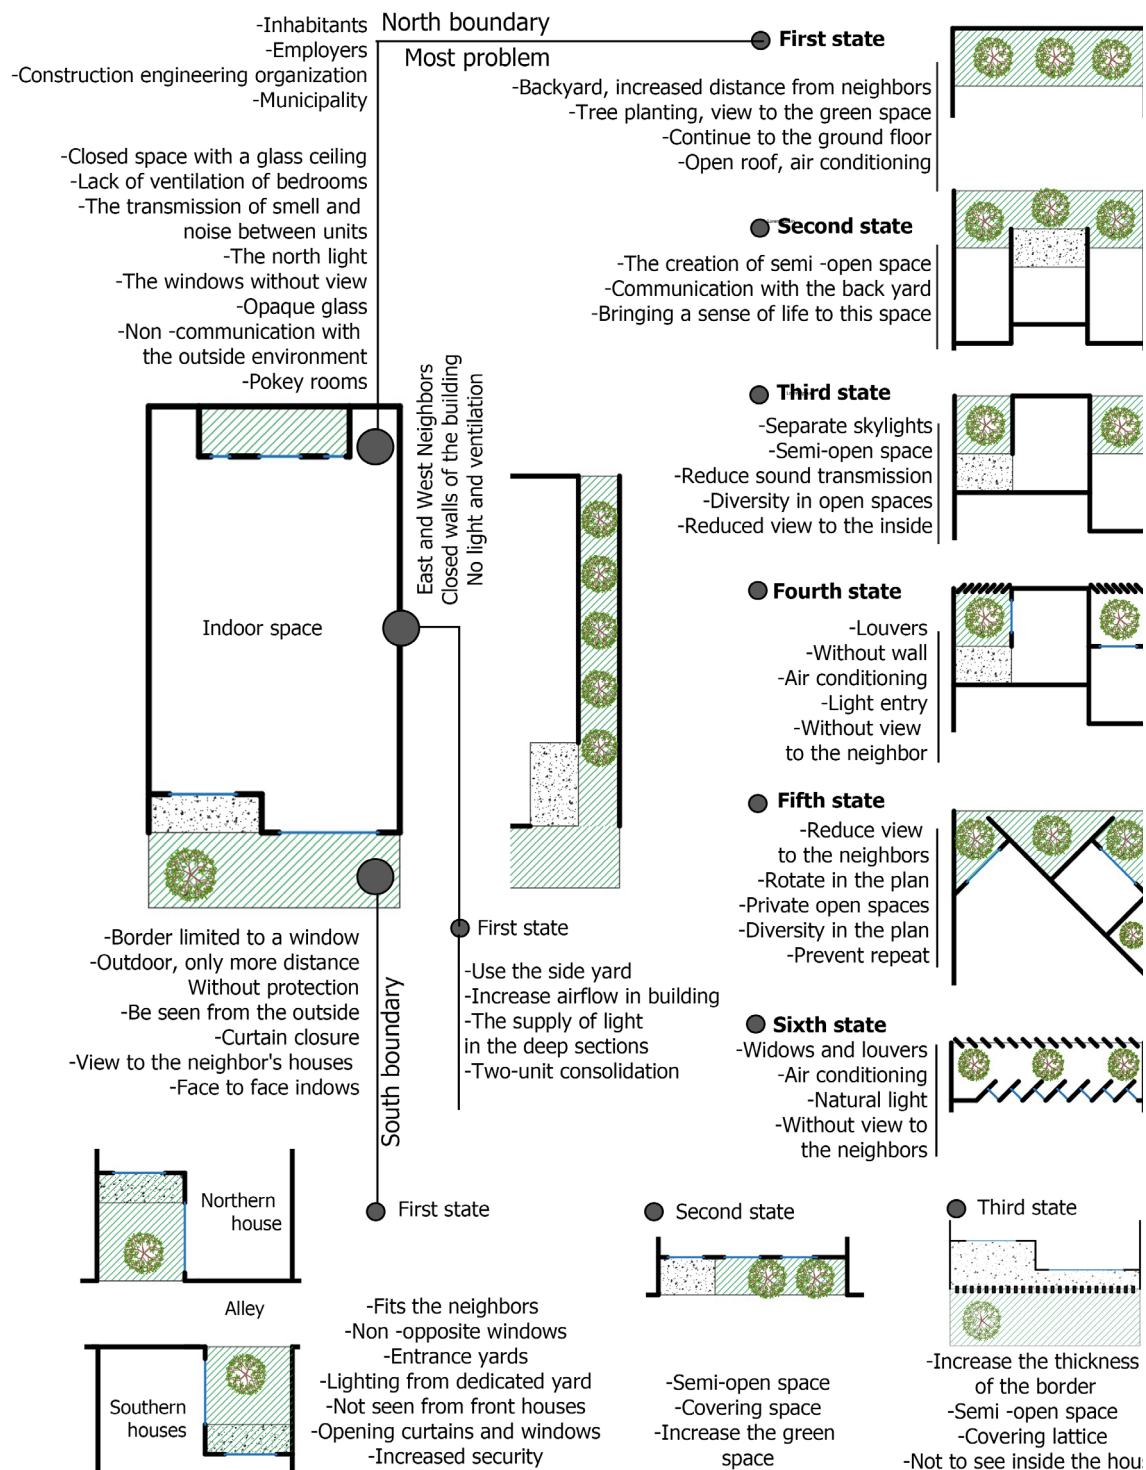 -Inhabitants
-Employers
-Construction engineering organization
-Municipality
North boundary
Most problem
-Closed space with a glass ceiling
-Lack of ventilation of bedrooms
-The transmission of smell and
noise between units
-The north light
-The windows without view
-Opaque glass
-Non -communication with
the outside environment
-Pokey rooms
First state
-Backyard, increased distance from neighbors
-Tree planting, view to the green space
-Continue to the ground floor
-Open roof, air conditioning
Second state
-The creation of semi -open space
-Communication with the back yard
-Bringing a sense of life to this space
Third state
-Separate skylights
-Semi-open space
-Reduce sound transmission
-Diversity in open spaces
-Reduced view to the inside
Fourth state
-Louvers
-Without wall
-Air conditioning
-Light entry
-Without view
to the neighbor
Fifth state
-Reduce view
to the neighbors
-Rotate in the plan
-Private open spaces
-Diversity in the plan
-Prevent repeat
Sixth state
-Widows and louvers
-Air conditioning
-Natural light
-Without view to
the neighbors
East and West Neighbors
Closed walls of the building
No light and ventilation
Indoor space
First state
-Use the side yard
-Increase airflow in building
-The supply of light
in the deep sections
-Two-unit consolidation
-Border limited to a window
-Outdoor, only more distance
Without protection
-Be seen from the outside
-Curtain closure
-View to the neighbor's houses
-Face to face indows
South boundary
Northern
house
Alley
Southern
houses
First state
-Fits the neighbors
-Non -opposite windows
-Entrance yards
-Lighting from dedicated yard
-Not seen from front houses
-Opening curtains and windows
-Increased security
Second state
-Semi-open space
-Covering space
-Increase the green
space
Third state
-Increase the thickness
of the border
-Semi -open space
-Covering lattice
-Not to see inside the hou